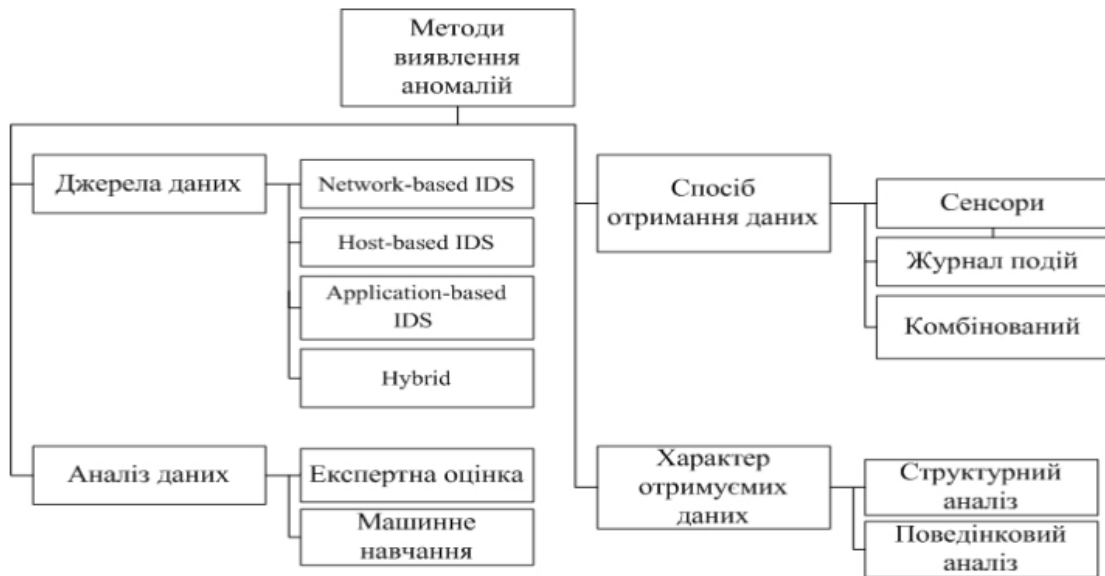 Методи
виявлення
аномалій
Джерела даних
Network-based IDS
Host-based IDS
Application-based
IDS
Hybrid
Аналіз даних
Експертна оцінка
Машинне
навчання
Спосіб
отримання даних
Сенсори
Журнал подій
Комбінований
Характер
отримуємих
даних
Структурний
аналіз
Поведінковий
аналіз